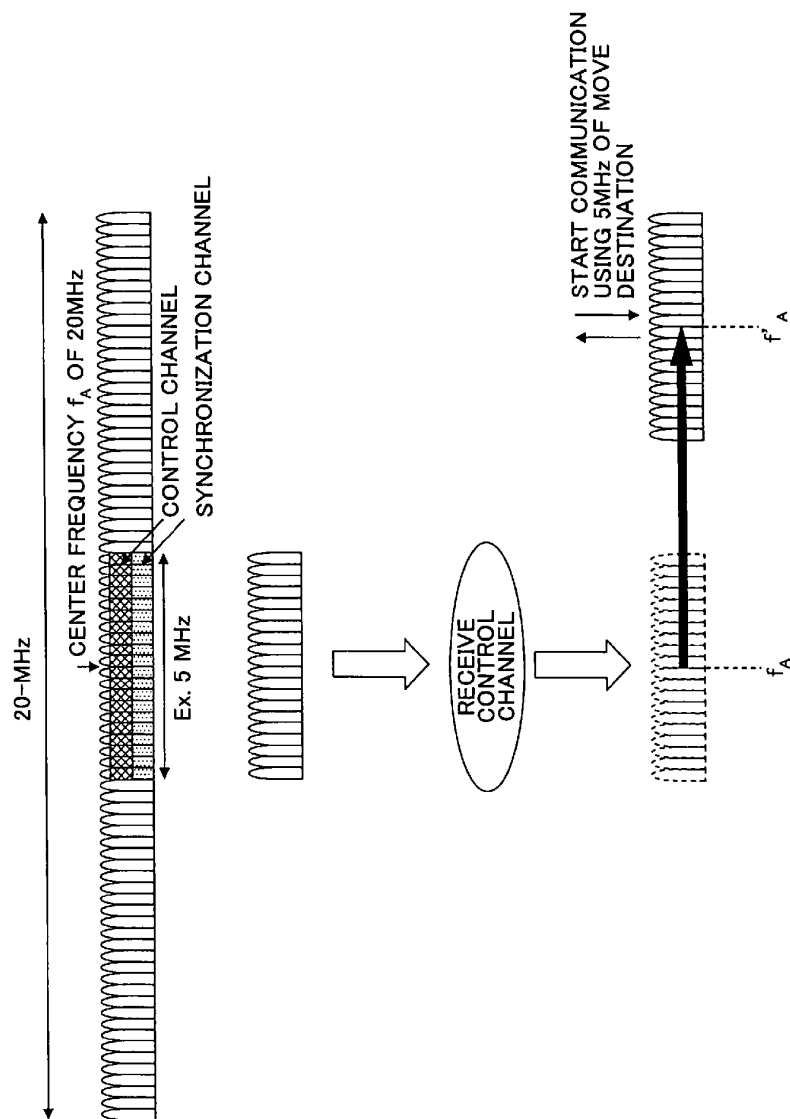 20-MHz
CENTER FREQUENCY fA OF 20MHz
CONTROL CHANNEL
SYNCHRONIZATION CHANNEL
Ex. 5 MHz
RECEIVE
CONTROL
CHANNEL
START COMMUNICATION
USING 5MHz OF MOVE
DESTINATION
fA
f'A